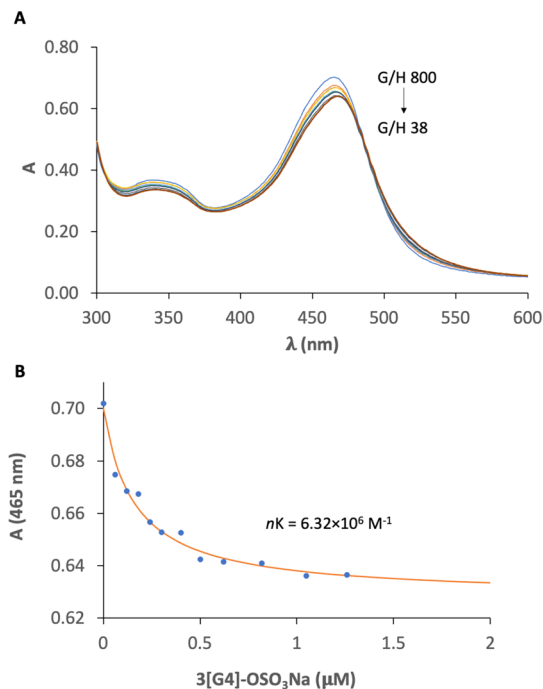 A
0.80
0.60
0.40
0.20
0.00
A
G/H 800
G/H 38
300 350 400 450 500 550 600
λ (nm)
B
0.70
0.68
0.66
0.64
0.62
A (465 nm)
nK = 6.32×10⁶ M⁻¹
0 0.5 1 1.5 2
3[G4]-OSO₃Na (μM)